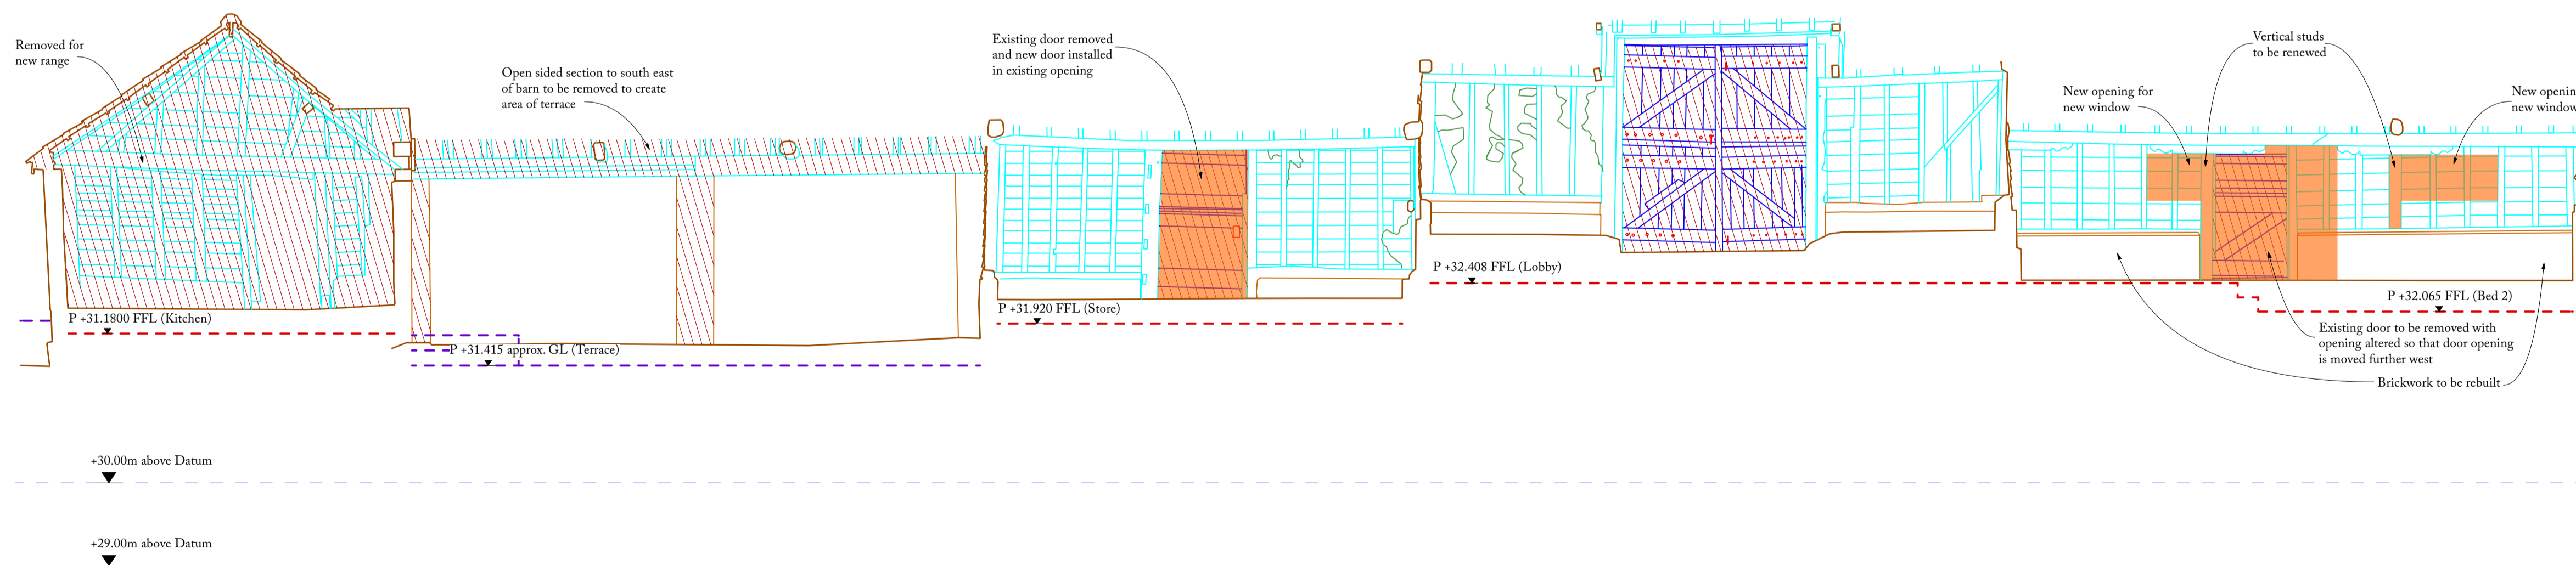 Removed for
new range
Open sided section to south east
of barn to be removed to create
area of terrace
Existing door removed
and new door installed
in existing opening
Vertical studs
to be renewed
New opening for
new window
New openin
new window
P +31.1800 FFL (Kitchen)
P +31.415 approx. GL (Terrace)
P +31.920 FFL (Store)
P +32.408 FFL (Lobby)
P +32.065 FFL (Bed 2)
Existing door to be removed with
opening altered so that door opening
is moved further west
Brickwork to be rebuilt
+30.00m above Datum
+29.00m above Datum